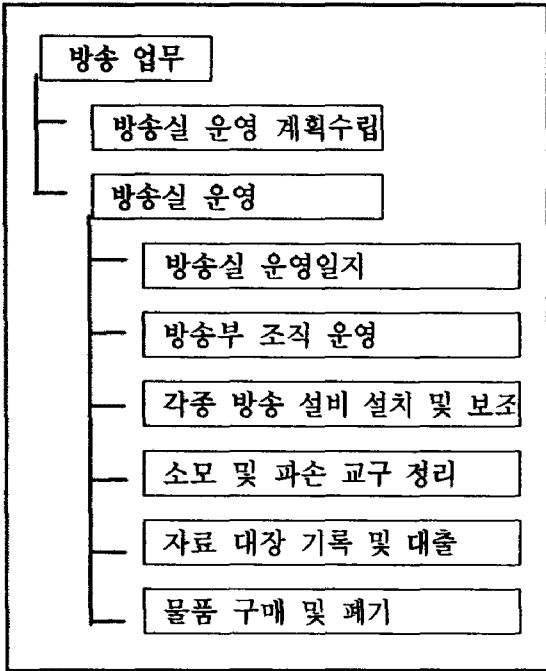 방송 업무
방송실 운영 계획수립
방송실 운영
방송실 운영일지
방송부 조직 운영
각종 방송 설비 설치 및 보조
소모 및 파손 교구 정리
자료 대장 기록 및 대출
물품 구매 및 폐기